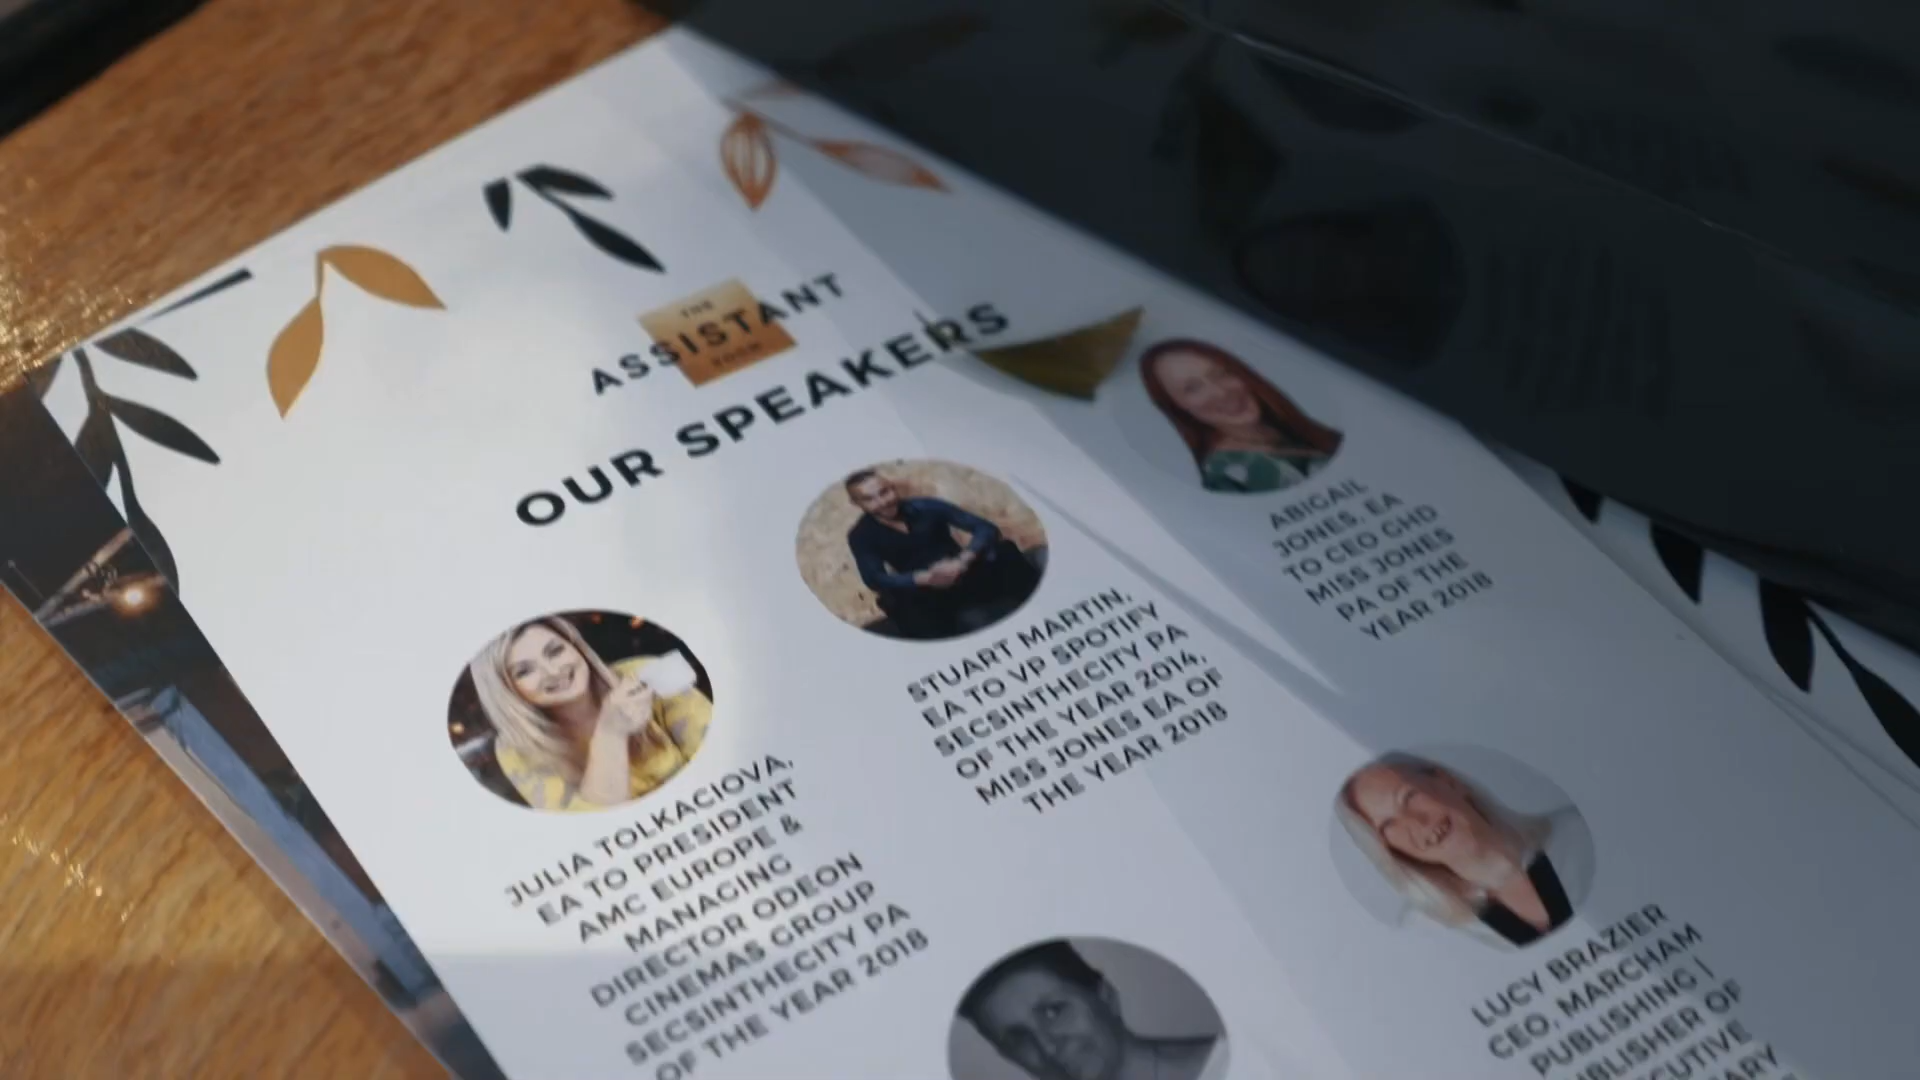 THE
ASSISTANT
ROOM
OUR SPEAKERS
JULIA TOLKACIOVA,
EA TO PRESIDENT
AMC EUROPE &
MANAGING
DIRECTOR ODEON
CINEMAS GROUP
SECSINTHECITY PA
OF THE YEAR 2018
STUART MARTIN,
EA TO VP SPOTIFY
SECSINTHECITY PA
OF THE YEAR 2014,
MISS JONES EA OF
THE YEAR 2018
ABIGAIL
JONES, EA
TO CEO GHD
MISS JONES
PA OF THE
YEAR 2018
LUCY BRAZIER
CEO, MARCHAM
PUBLISHING |
OF